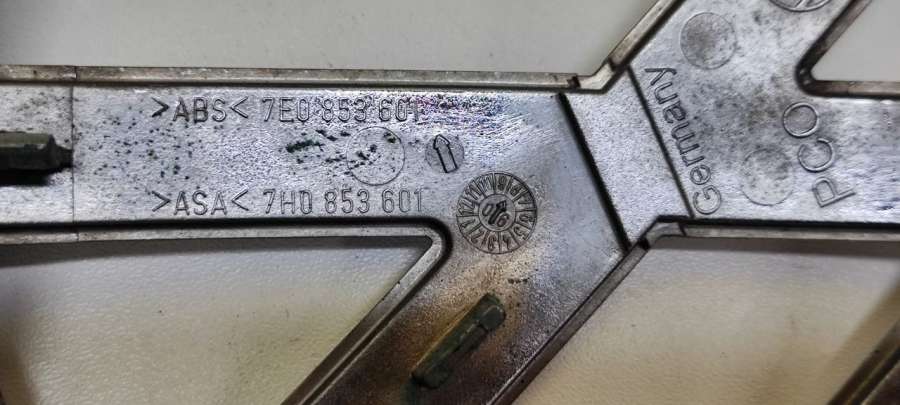 >ABS< 7E0 853 601
>ASA< 7H0 853 601
Germany
PCO